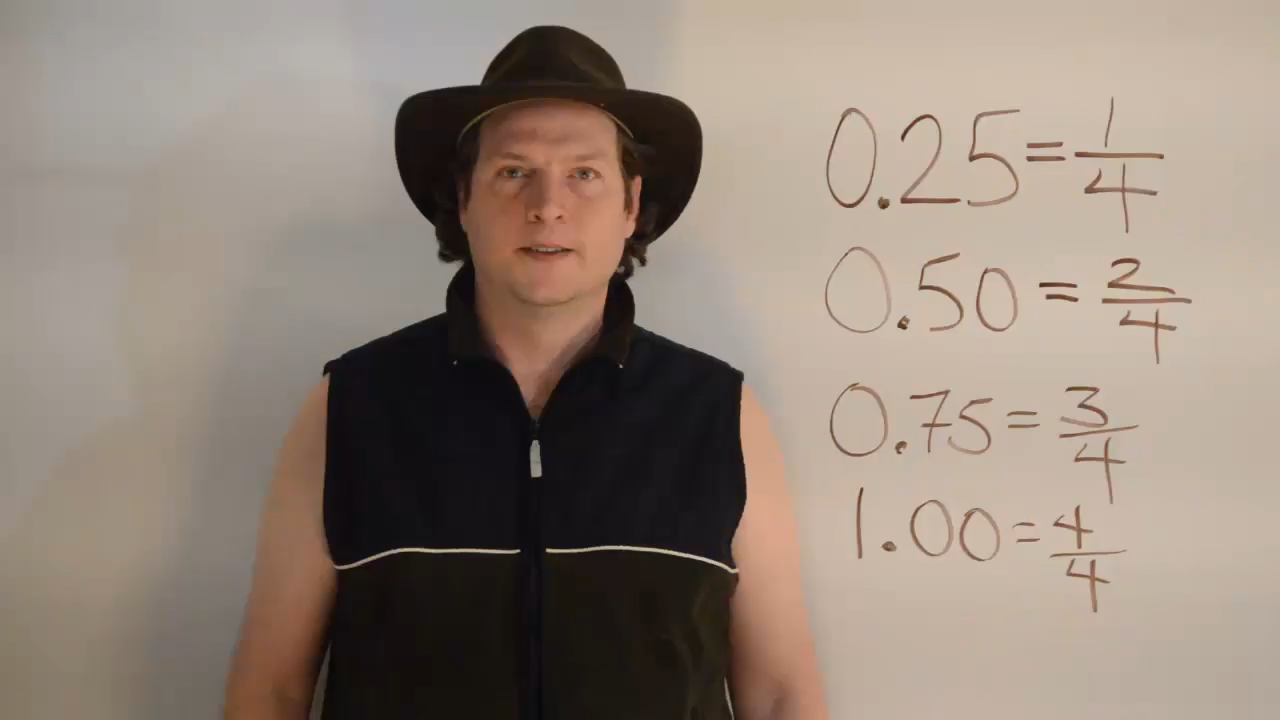 0.25 = 1/4
0.50 = 2/4
0.75 = 3/4
1.00 = 4/4